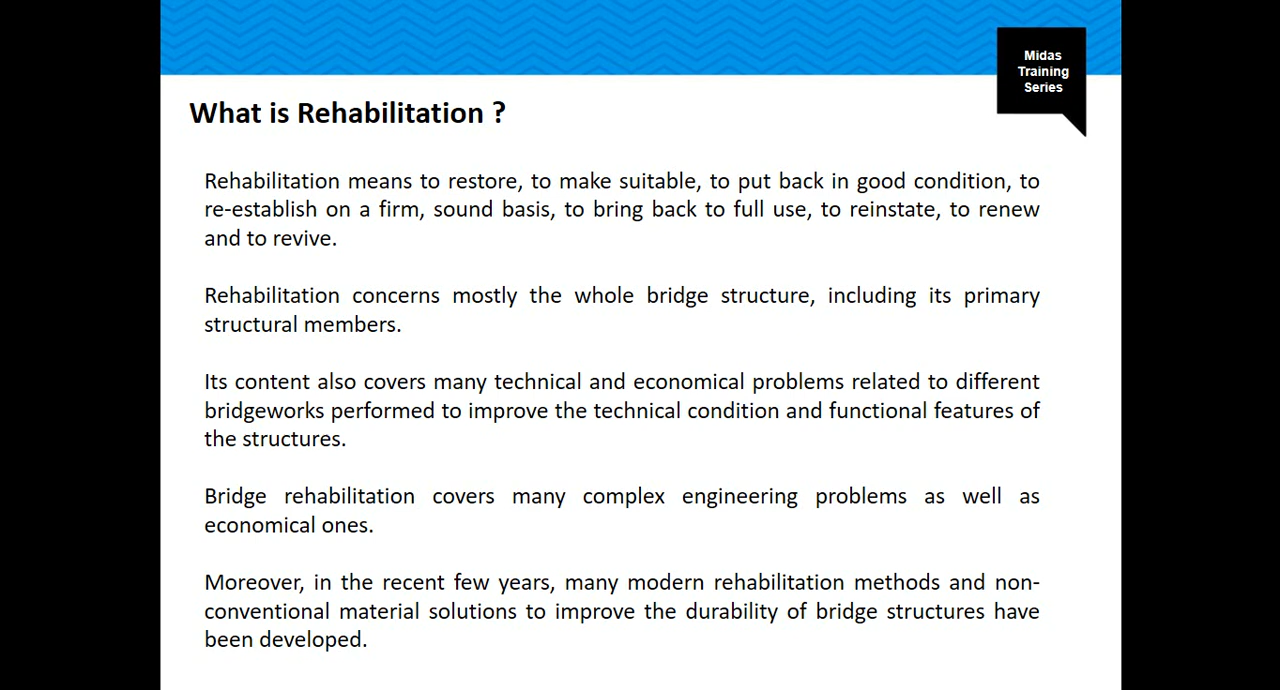 Midas
Training
Series
What is Rehabilitation ?
Rehabilitation means to restore, to make suitable, to put back in good condition, to
re-establish on a firm, sound basis, to bring back to full use, to reinstate, to renew
and to revive.
Rehabilitation concerns mostly the whole bridge structure, including its primary
structural members.
Its content also covers many technical and economical problems related to different
bridgeworks performed to improve the technical condition and functional features of
the structures.
Bridge rehabilitation covers many complex engineering problems as well as
economical ones.
Moreover, in the recent few years, many modern rehabilitation methods and non-
conventional material solutions to improve the durability of bridge structures have
been developed.